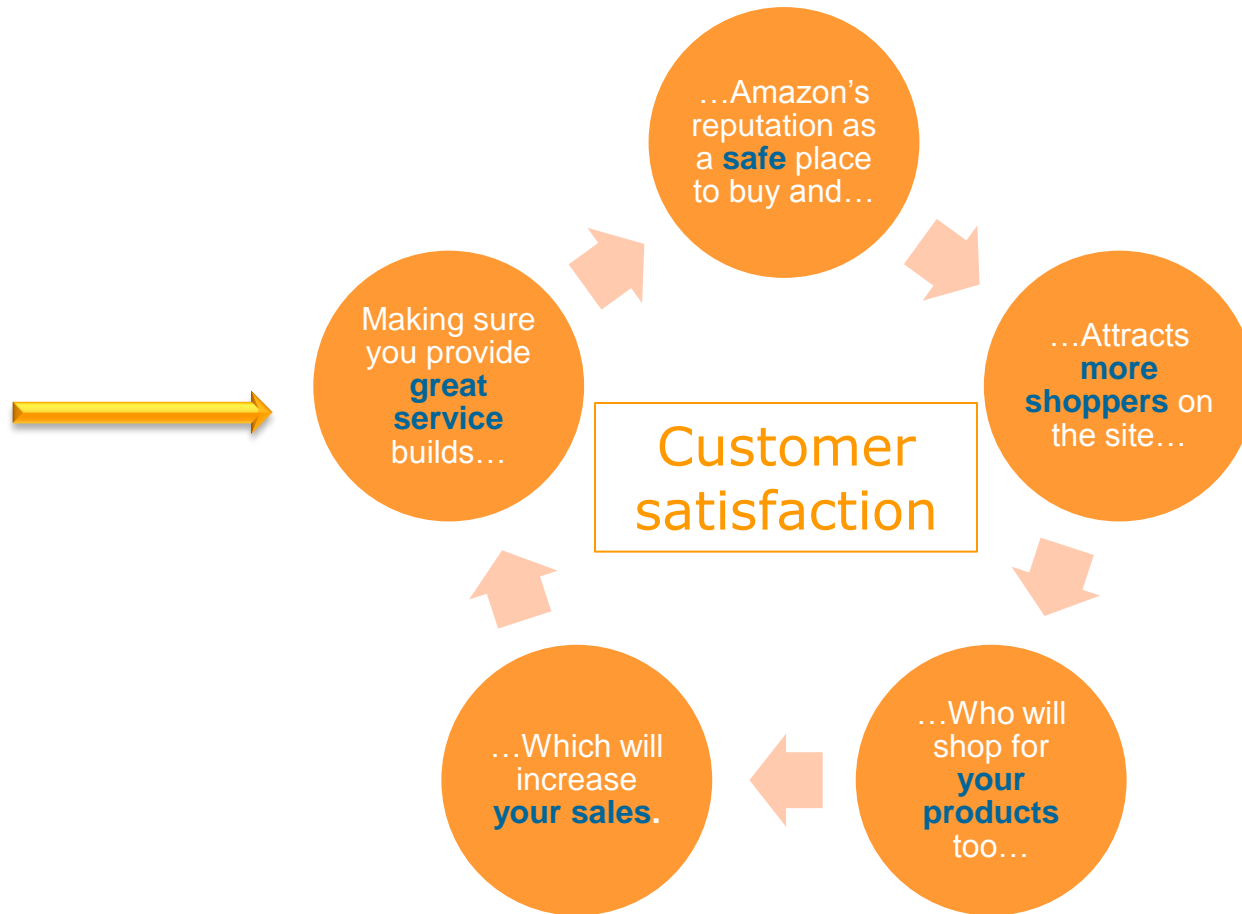 Making sure
you provide
great
service
builds…
…Amazon’s
reputation as
a safe place
to buy and…
…Attracts
more
shoppers on
the site…
…Who will
shop for
your
products
too…
…Which will
increase
your sales.
Customer
satisfaction